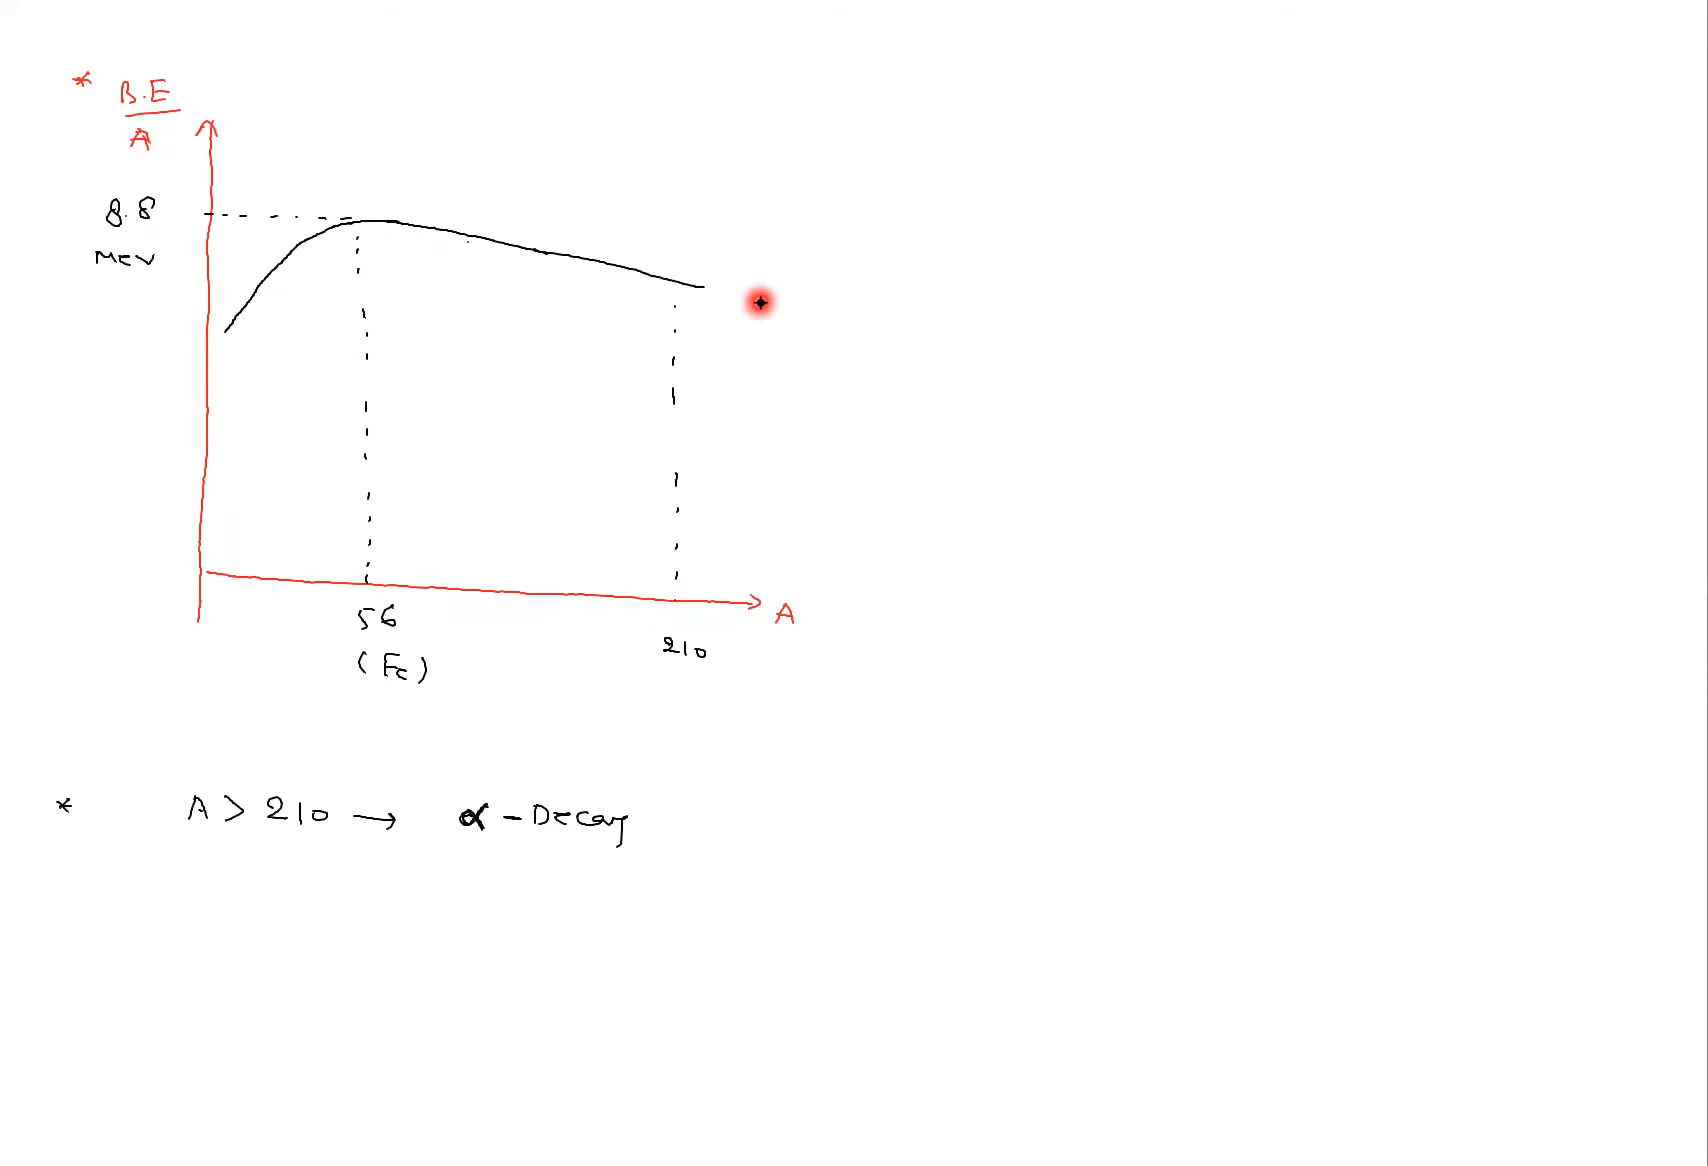 * B.E
A
8.8
MeV
A
56
210
(Fe)
* A > 210 → α - Decay